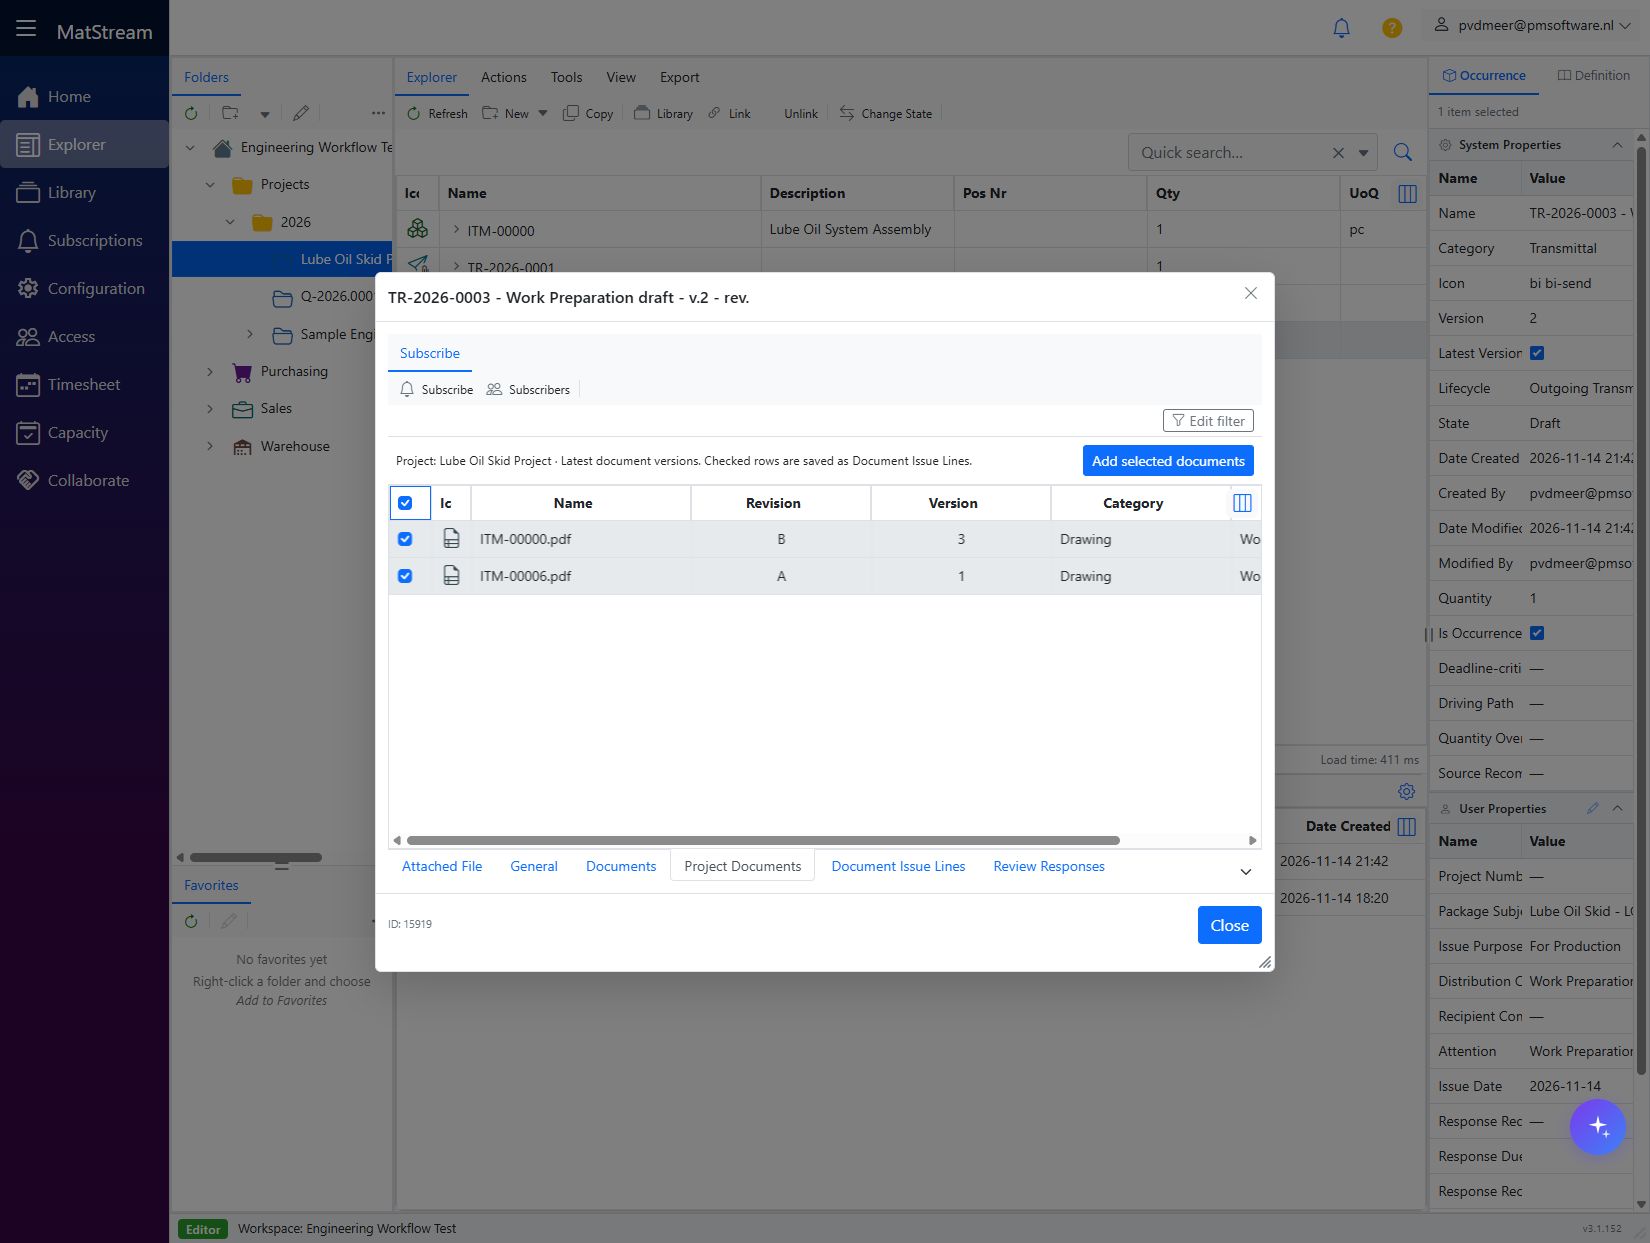 MatStream
pvdmeer@pmsoftware.nl
Home
Explorer
Library
Subscriptions
Configuration
Access
Timesheet
Capacity
Collaborate
Folders
Engineering Workflow Te
Projects
2026
Lube Oil Skid P
Q-2026.000
Sample Engi
Purchasing
Sales
Warehouse
Favorites
No favorites yet
Right-click a folder and choose
Add to Favorites
Explorer Actions Tools View Export
Refresh New Copy Library Link Unlink Change State
Quick search...
Ic Name Description Pos Nr Qty UoQ
ITM-00000 Lube Oil System Assembly 1 pc
TR-2026-0001 1
TR-2026-0003 - Work Preparation draft - v.2 - rev.
Subscribe
Subscribe Subscribers
Edit filter
Project: Lube Oil Skid Project · Latest document versions. Checked rows are saved as Document Issue Lines.
Add selected documents
Ic Name Revision Version Category
ITM-00000.pdf B 3 Drawing Wo
ITM-00006.pdf A 1 Drawing Wo
Attached File General Documents Project Documents Document Issue Lines Review Responses
ID: 15919
Close
Load time: 411 ms
Date Created
2026-11-14 21:42
2026-11-14 18:20
Occurrence Definition
1 item selected
System Properties
Name Value
Name TR-2026-0003 -
Category Transmittal
Icon bi bi-send
Version 2
Latest Version
Lifecycle Outgoing Transm
State Draft
Date Created 2026-11-14 21:42
Created By pvdmeer@pmso
Date Modified 2026-11-14 21:42
Modified By pvdmeer@pmso
Quantity 1
Is Occurrence
Deadline-criti —
Driving Path —
Quantity Over —
Source Recom —
User Properties
Name Value
Project Numb —
Package Subj Lube Oil Skid - LO
Issue Purpose For Production
Distribution C Work Preparation
Recipient Con —
Attention Work Preparation
Issue Date 2026-11-14
Response Rec —
Response Due
Response Rec
Editor Workspace: Engineering Workflow Test
v3.1.152